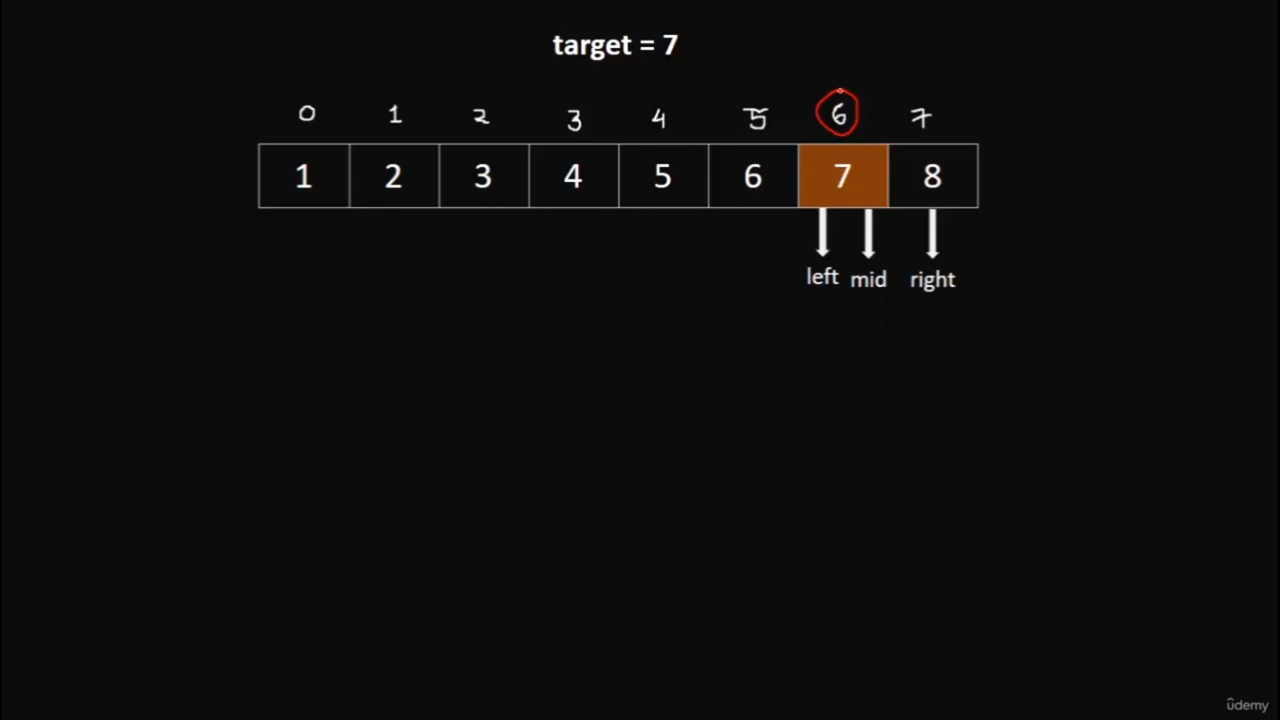 target = 7
0 1 2 3 4 5 6 7
1 2 3 4 5 6 7 8
left mid right
ûdemy